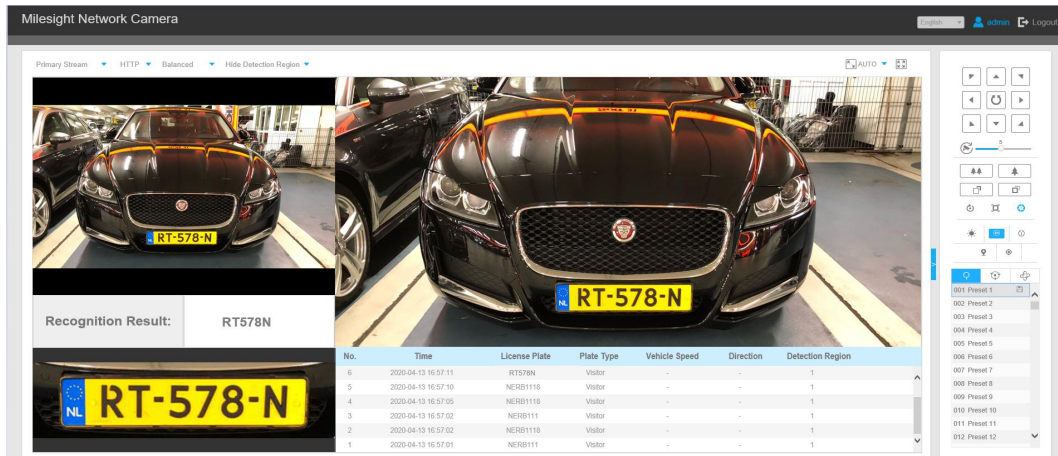 Milesight Network Camera
English admin Logout
Primary Stream HTTP Balanced Hide Detection Region AUTO
NL RT-578-N
NL RT-578-N
Recognition Result: RT578N
NL RT-578-N
No. Time License Plate Plate Type Vehicle Speed Direction Detection Region
6 2020-04-13 16:57:11 RT578N Visitor - - 1
5 2020-04-13 16:57:10 NERB1118 Visitor - - 1
4 2020-04-13 16:57:05 NERB1118 Visitor - - 1
3 2020-04-13 16:57:02 NERB111 Visitor - - 1
2 2020-04-13 16:57:02 NERB1118 Visitor - - 1
1 2020-04-13 16:57:01 NERB111 Visitor - - 1
5
001 Preset 1
002 Preset 2
003 Preset 3
004 Preset 4
005 Preset 5
006 Preset 6
007 Preset 7
008 Preset 8
009 Preset 9
010 Preset 10
011 Preset 11
012 Preset 12